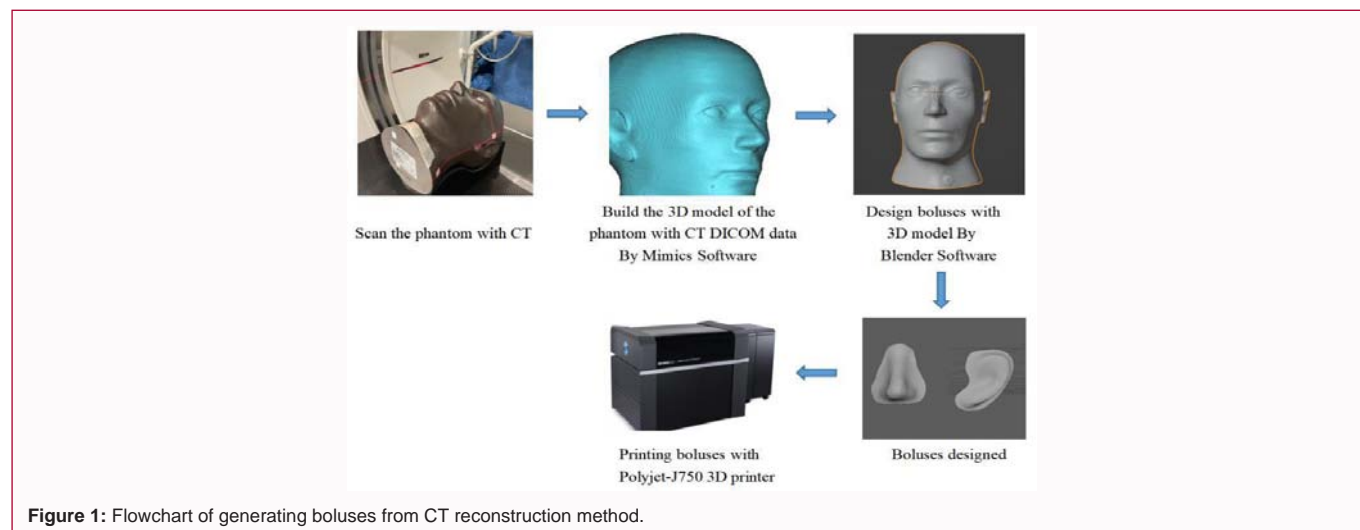 Scan the phantom with CT
Build the 3D model of the
phantom with CT DICOM data
By Mimics Software
Design boluses with
3D model By
Blender Software
Boluses designed
Printing boluses with
Polyjet-J750 3D printer
Figure 1: Flowchart of generating boluses from CT reconstruction method.